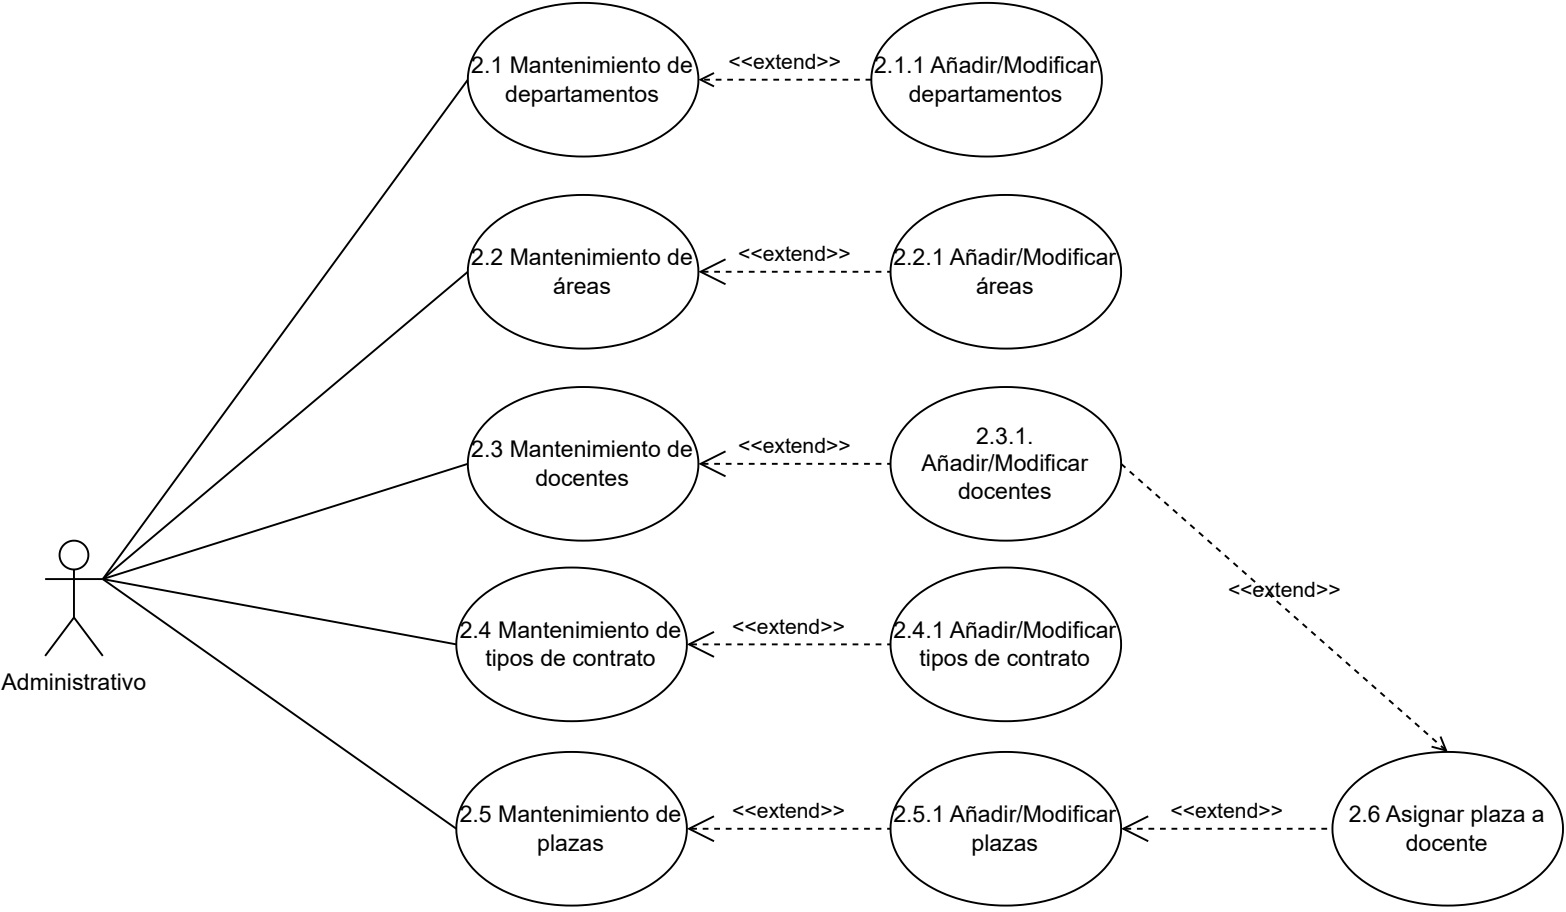 2.1 Mantenimiento de
departamentos
<<extend>>
2.1.1 Añadir/Modificar
departamentos
2.2 Mantenimiento de
áreas
<<extend>>
2.2.1 Añadir/Modificar
áreas
2.3 Mantenimiento de
docentes
<<extend>>
2.3.1.
Añadir/Modificar
docentes
<<extend>>
Administrativo
2.4 Mantenimiento de
tipos de contrato
<<extend>>
2.4.1 Añadir/Modificar
tipos de contrato
2.5 Mantenimiento de
plazas
<<extend>>
2.5.1 Añadir/Modificar
plazas
<<extend>>
2.6 Asignar plaza a
docente